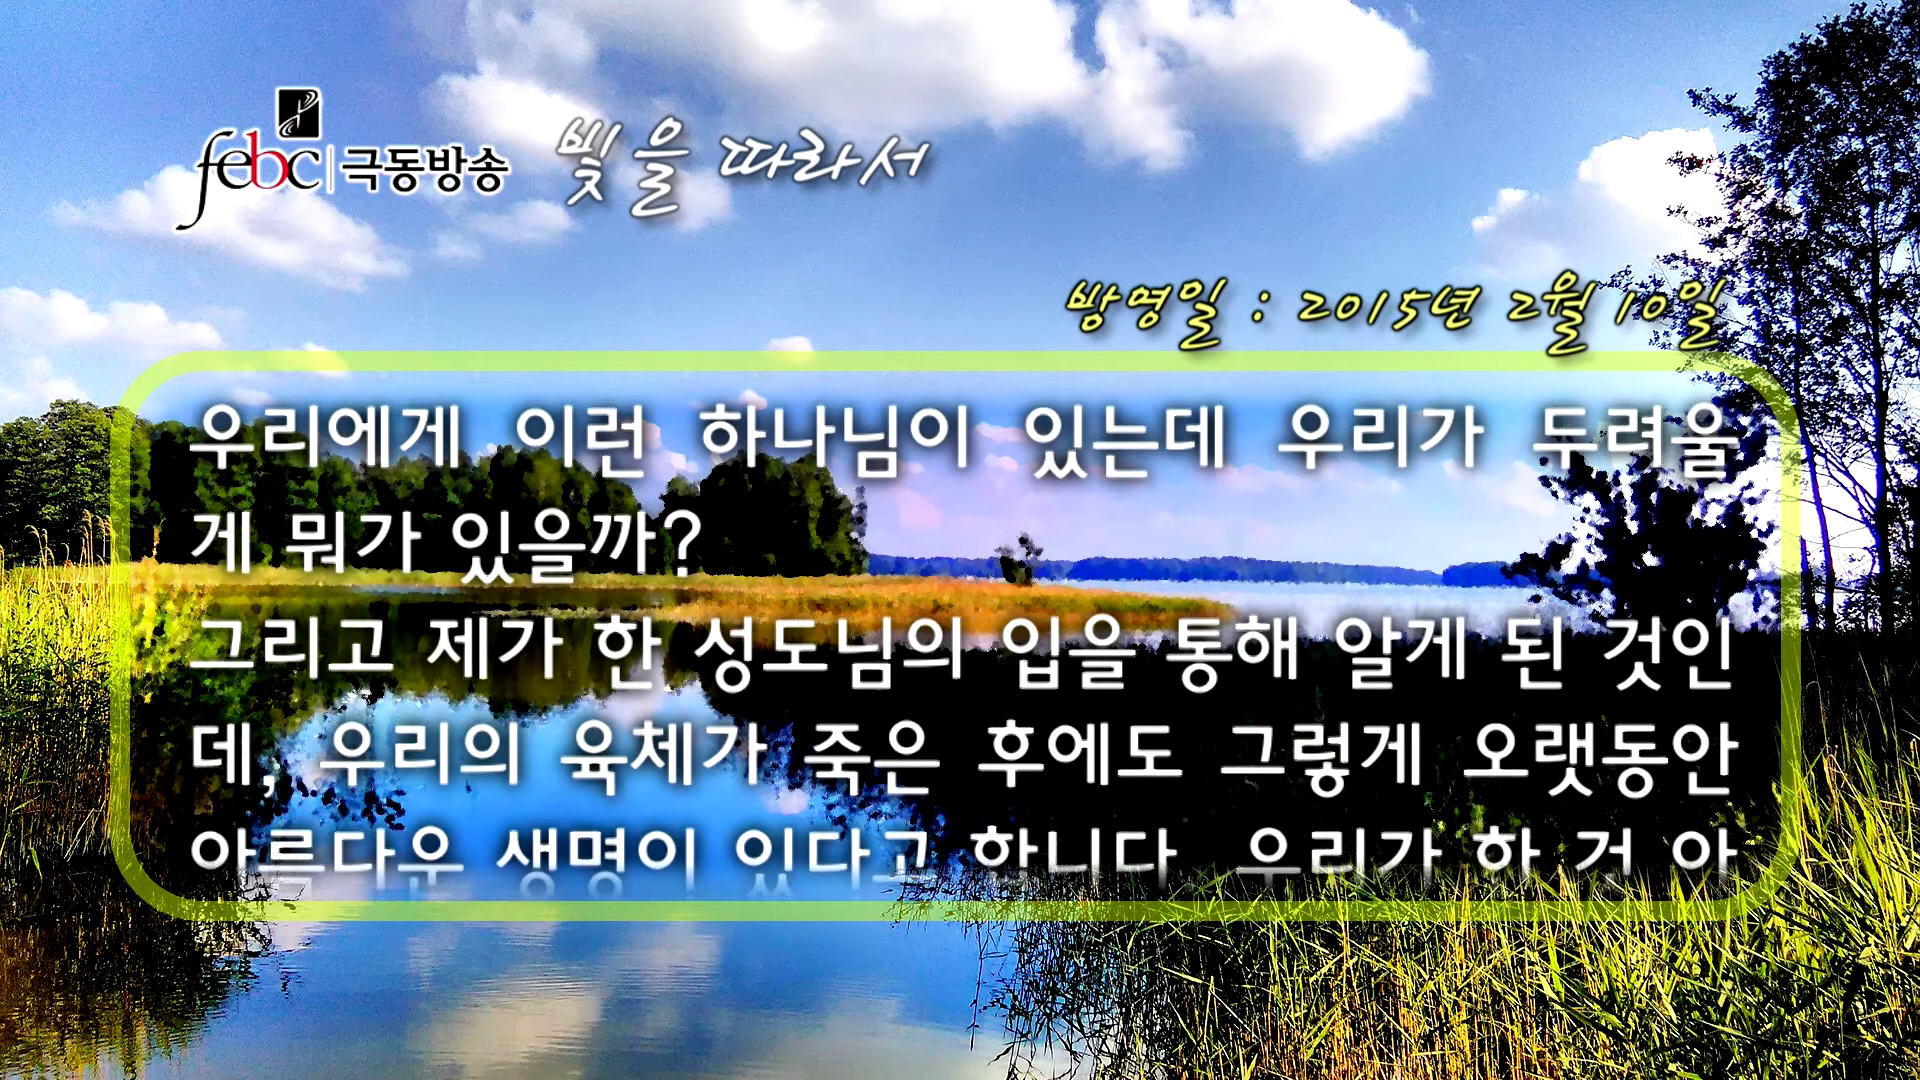 febc 극동방송 빛을 따라서
방영일 : 2015년 2월 10일
우리에게 이런 하나님이 있는데 우리가 두려울
게 뭐가 있을까?
그리고 제가 한 성도님의 입을 통해 알게 된 것인
데, 우리의 육체가 죽은 후에도 그렇게 오랫동안
아름다운 생명이 있다고 합니다. 우리가 한 것 아